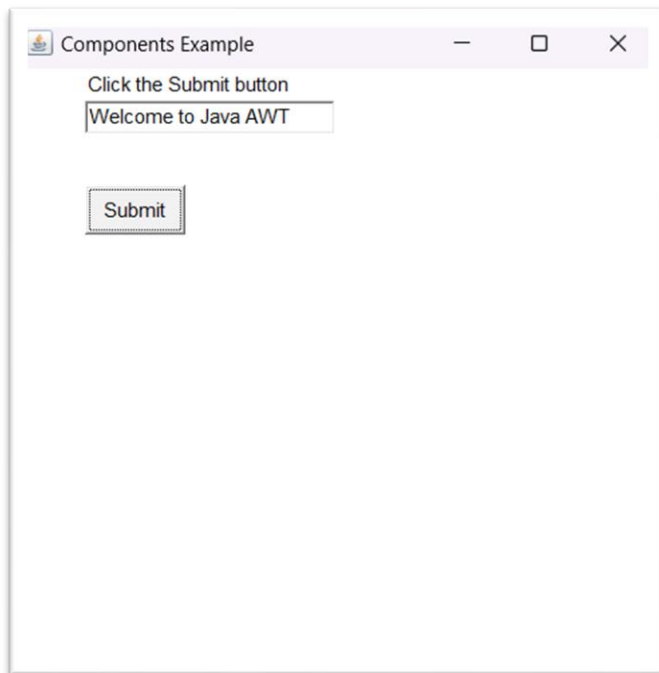 Components Example
Click the Submit button
Welcome to Java AWT
Submit